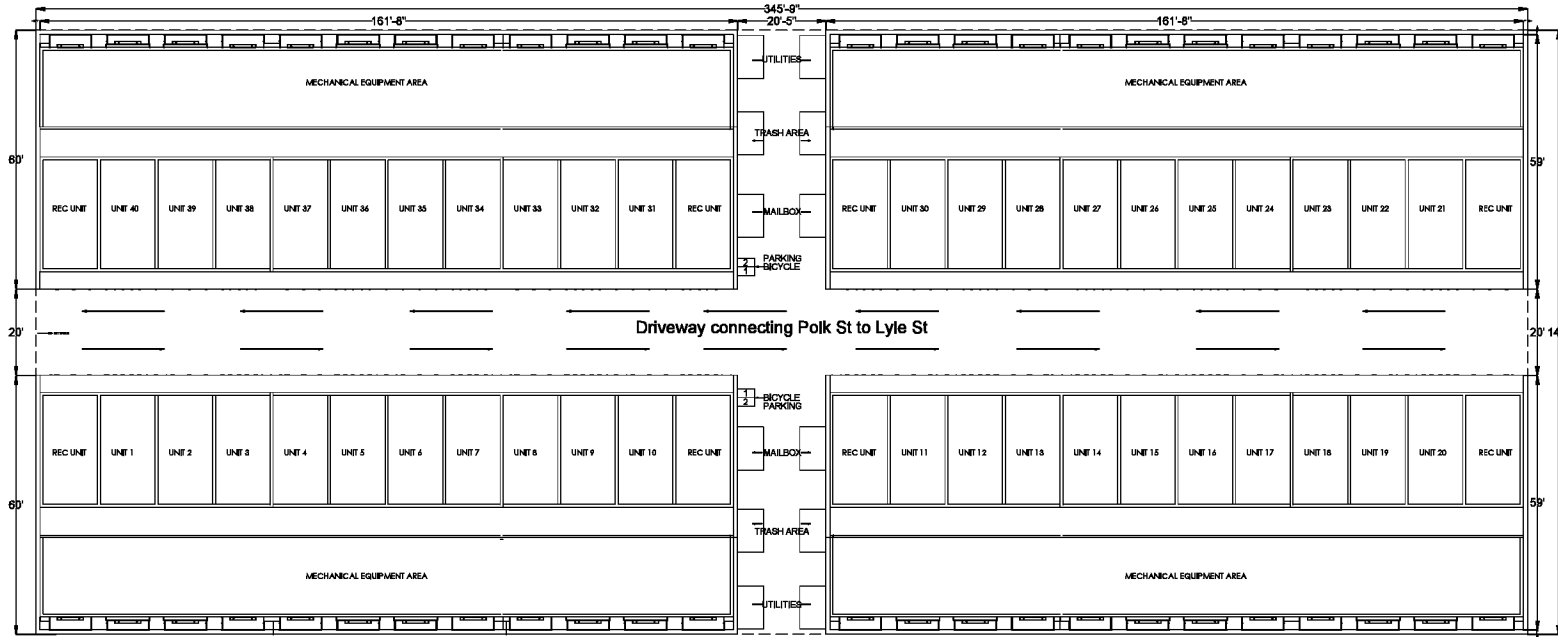 345'-9"
161'-8" 20'-5" 161'-8"
UTILITIES
MECHANICAL EQUIPMENT AREA MECHANICAL EQUIPMENT AREA
TRASH AREA
60' 59'
REC UNIT UNIT 40 UNIT 39 UNIT 38 UNIT 37 UNIT 36 UNIT 35 UNIT 34 UNIT 33 UNIT 32 UNIT 31 REC UNIT MAILBOX REC UNIT UNIT 30 UNIT 29 UNIT 28 UNIT 27 UNIT 26 UNIT 25 UNIT 24 UNIT 23 UNIT 22 UNIT 21 REC UNIT
2 PARKING
1 BICYCLE
Driveway connecting Polk St to Lyle St
20' 20' 14
1 BICYCLE
2 PARKING
REC UNIT UNIT 1 UNIT 2 UNIT 3 UNIT 4 UNIT 5 UNIT 6 UNIT 7 UNIT 8 UNIT 9 UNIT 10 REC UNIT MAILBOX REC UNIT UNIT 11 UNIT 12 UNIT 13 UNIT 14 UNIT 15 UNIT 16 UNIT 17 UNIT 18 UNIT 19 UNIT 20 REC UNIT
60' 59'
TRASH AREA
MECHANICAL EQUIPMENT AREA MECHANICAL EQUIPMENT AREA
UTILITIES